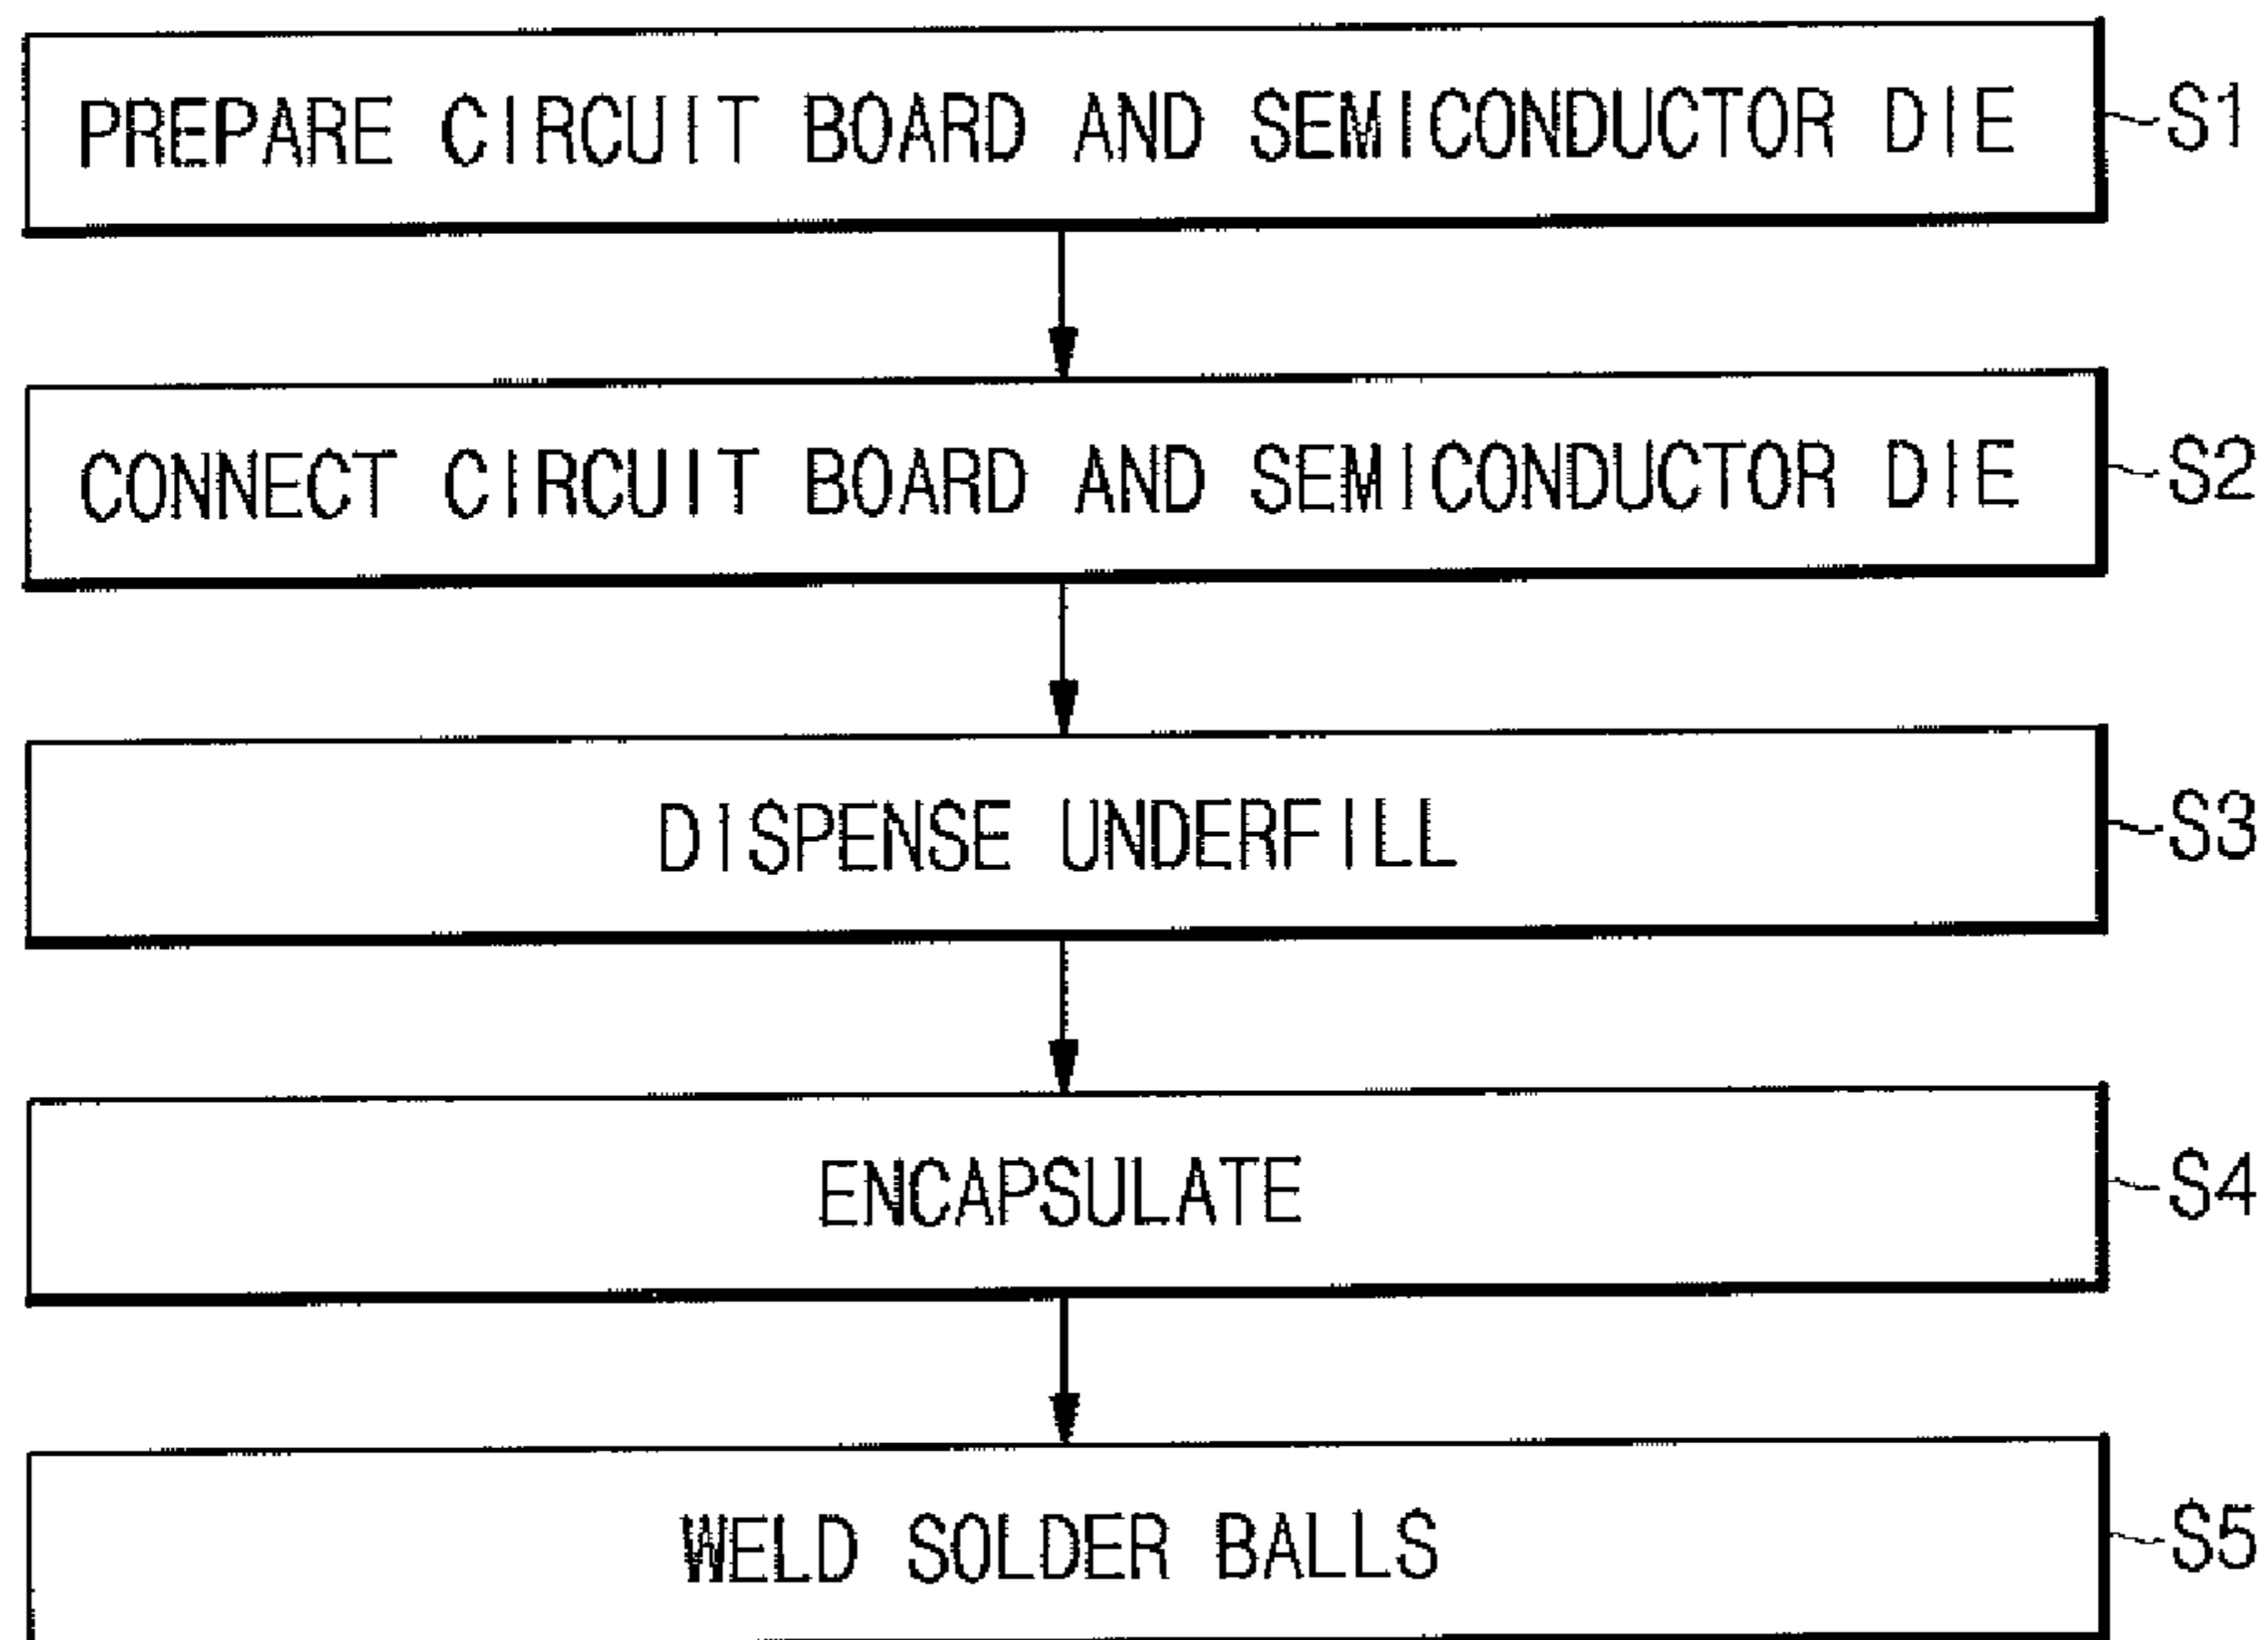 PREPARE CIRCUIT BOARD AND SEMICONDUCTOR DIE S1
CONNECT CIRCUIT BOARD AND SEMICONDUCTOR DIE S2
DISPENSE UNDERFILL S3
ENCAPSULATE S4
WELD SOLDER BALLS S5